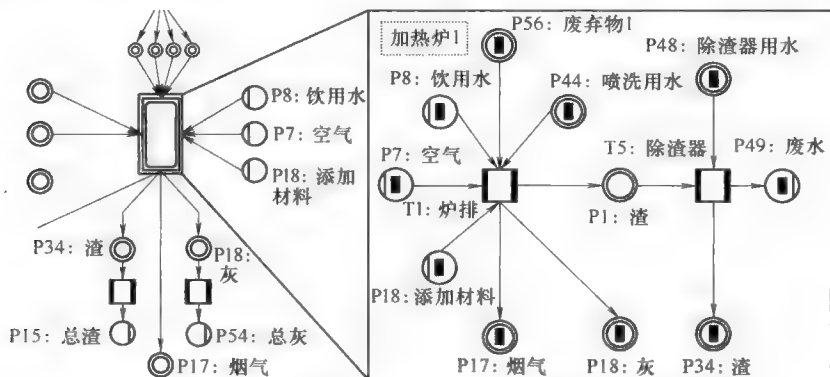 P8: 饮用水
P7: 空气
P18: 添加
材料
P34: 渣
P18:
灰
P15: 总渣
P54: 总灰
P17: 烟气
加热炉1
P56: 废弃物1
P48: 除渣器用水
P8: 饮用水
P44: 喷洗用水
P7: 空气
T5: 除渣器
P49: 废水
T1: 炉排
P1: 渣
P18: 添加材料
P17: 烟气
P18: 灰
P34: 渣